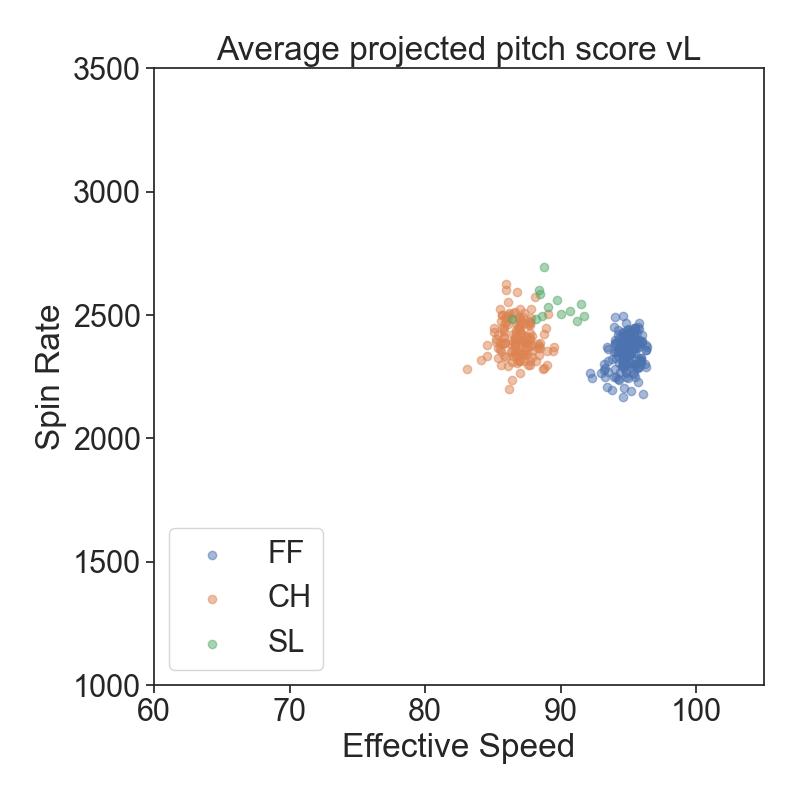 Average projected pitch score vL
3500
3000
2500
2000
1500
1000
Spin Rate
FF
CH
SL
60 70 80 90 100
Effective Speed